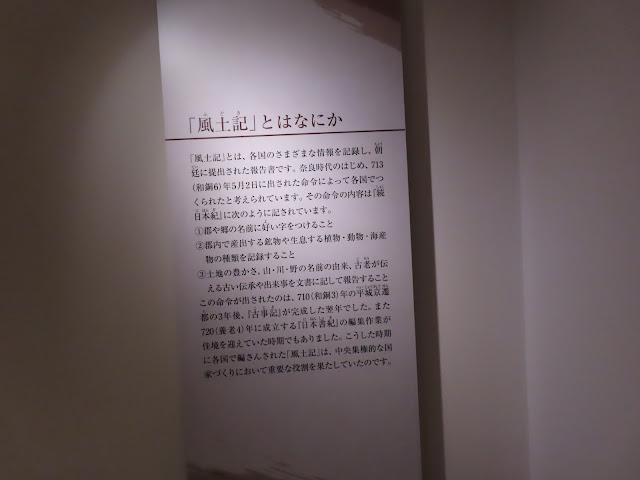 「風土記」とはなにか
『風土記』とは、各国のさまざまな情報を記録し、朝
廷に提出された報告書です。奈良時代のはじめ、713
(和銅6)年5月2日に出された命令によって各国でつ
くられたと考えられています。その命令の内容は『続
日本紀』に次のように記されています。
①郡や郷の名前に好い字をつけること
②郡内で産出する鉱物や生息する植物・動物・海産
物の種類を記録すること
③土地の豊かさ、山・川・野の名前の由来、古老が伝
える古い伝承や出来事を文書に記して報告すること
この命令が出されたのは、710(和銅3)年の平城京遷
都の3年後、『古事記』が完成した翌年でした。また
720(養老4)年に成立する『日本書紀』の編集作業が
佳境を迎えていた時期でもありました。こうした時期
に各国で編さんされた『風土記』は、中央集権的な国
家づくりにおいて重要な役割を果たしていたのです。